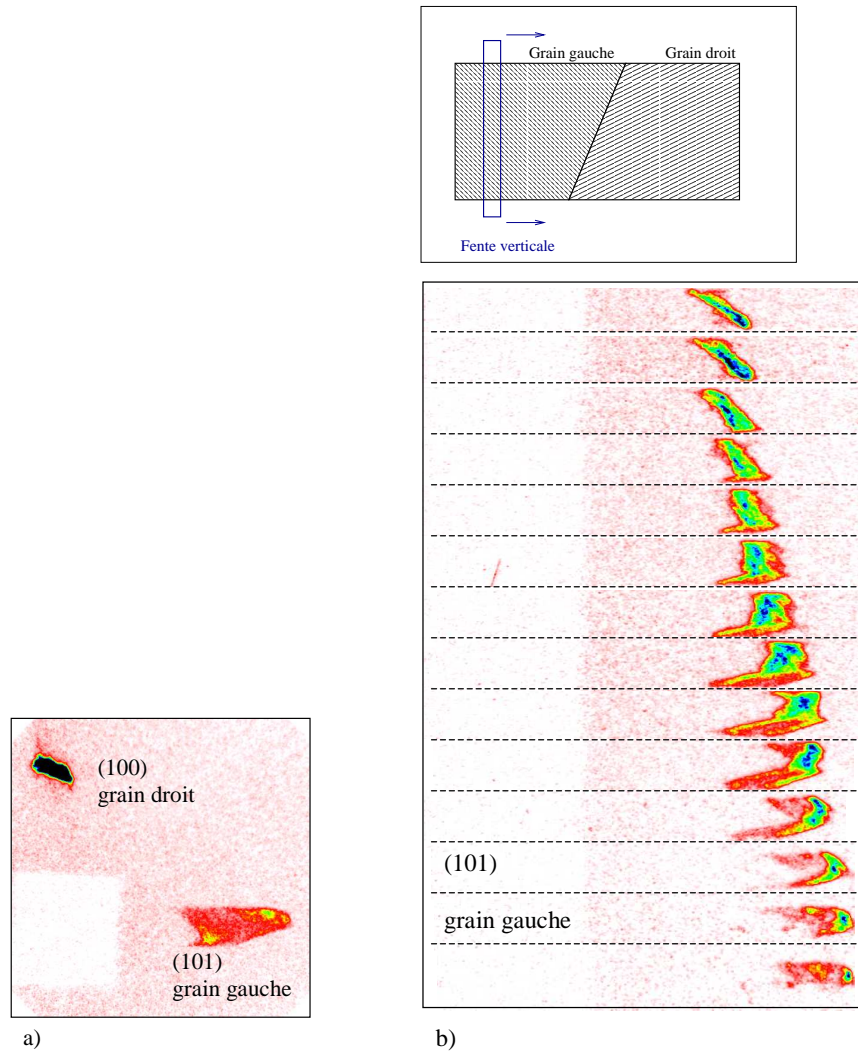 Grain gauche Grain droit
Fente verticale
(100)
grain droit
(101)
grain gauche
a)
(101)
grain gauche
b)